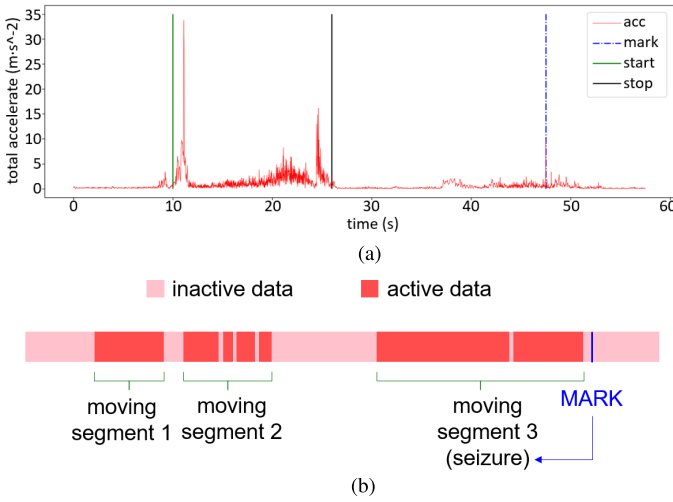 total accelerate (m·s^-2)
35
30
25
20
15
10
5
0
acc
mark
start
stop
0
10
20
30
40
50
60
time (s)
(a)
inactive data
active data
moving
segment 1
moving
segment 2
moving
segment 3
(seizure)
MARK
(b)